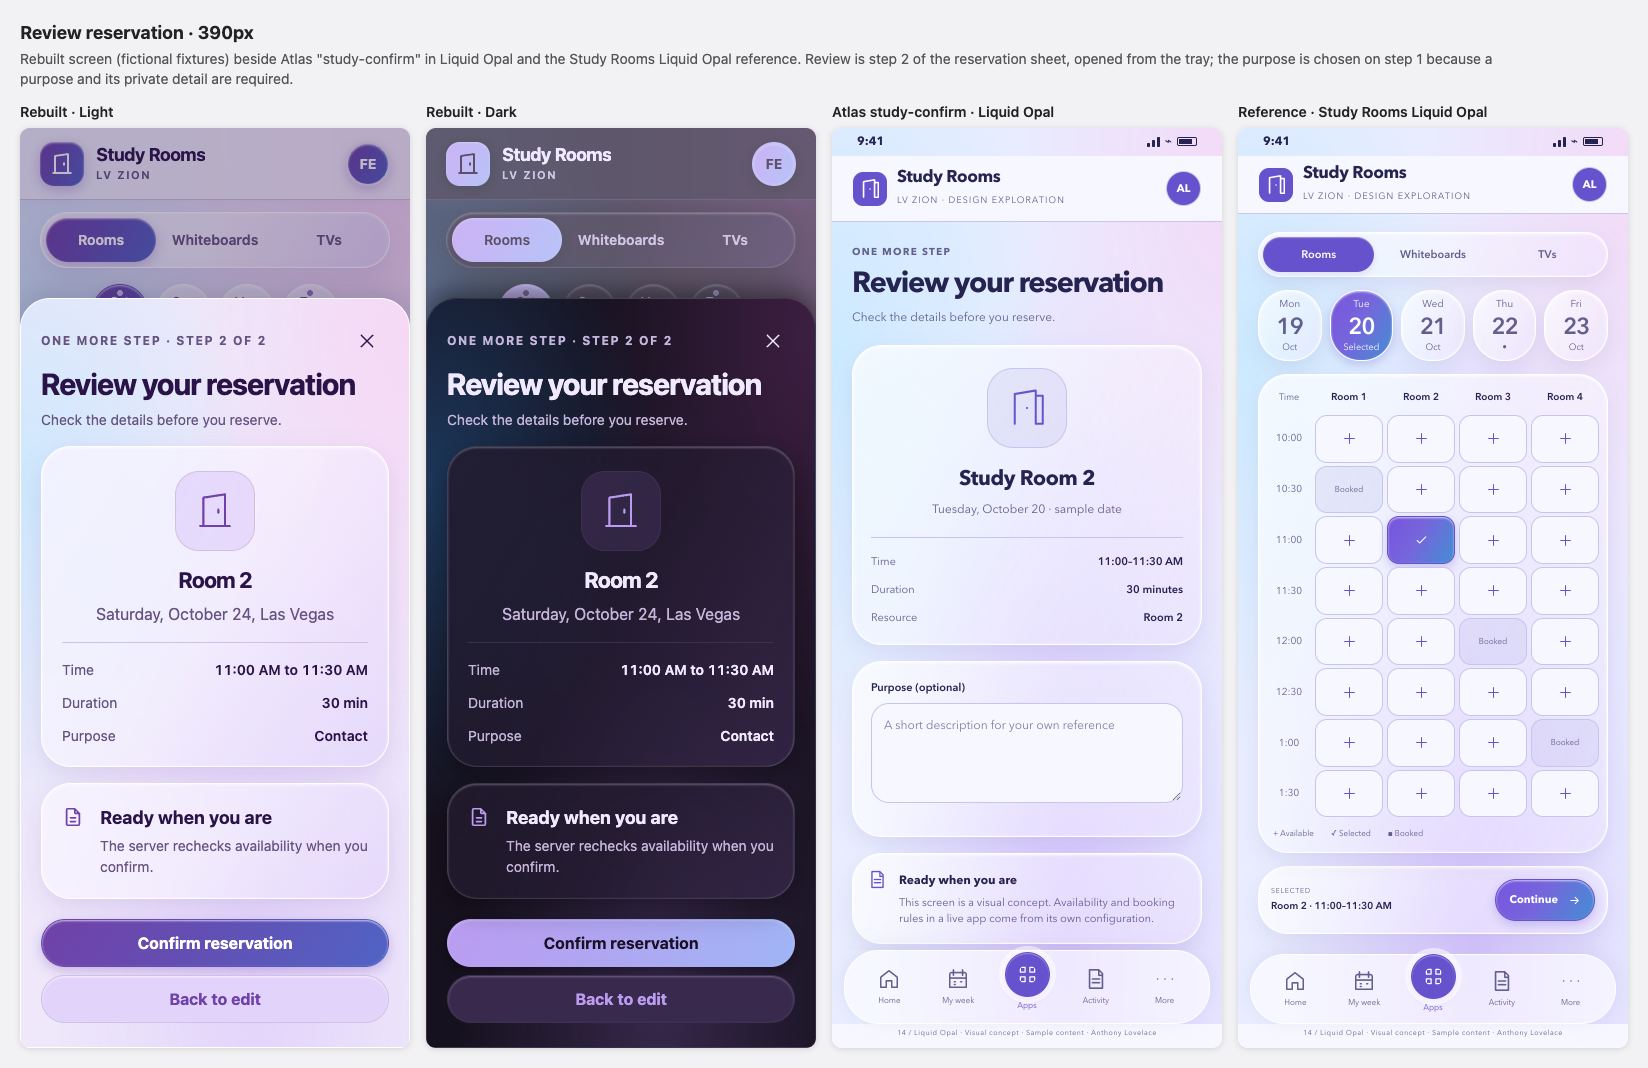 Review reservation · 390px
Rebuilt screen (fictional fixtures) beside Atlas "study-confirm" in Liquid Opal and the Study Rooms Liquid Opal reference. Review is step 2 of the reservation sheet, opened from the tray; the purpose is chosen on step 1 because a
purpose and its private detail are required.
Rebuilt · Light
Study Rooms
LV ZION
FE
Rooms
Whiteboards
TVs
ONE MORE STEP · STEP 2 OF 2
Review your reservation
Check the details before you reserve.
Room 2
Saturday, October 24, Las Vegas
Time 11:00 AM to 11:30 AM
Duration 30 min
Purpose Contact
Ready when you are
The server rechecks availability when you
confirm.
Confirm reservation
Back to edit
Rebuilt · Dark
Study Rooms
LV ZION
FE
Rooms
Whiteboards
TVs
ONE MORE STEP · STEP 2 OF 2
Review your reservation
Check the details before you reserve.
Room 2
Saturday, October 24, Las Vegas
Time 11:00 AM to 11:30 AM
Duration 30 min
Purpose Contact
Ready when you are
The server rechecks availability when you
confirm.
Confirm reservation
Back to edit
Atlas study-confirm · Liquid Opal
9:41
Study Rooms
LV ZION · DESIGN EXPLORATION
AL
ONE MORE STEP
Review your reservation
Check the details before you reserve.
Study Room 2
Tuesday, October 20 · sample date
Time 11:00–11:30 AM
Duration 30 minutes
Resource Room 2
Purpose (optional)
A short description for your own reference
Ready when you are
This screen is a visual concept. Availability and booking
rules in a live app come from its own configuration.
Home My week Apps Activity More
14 / Liquid Opal · Visual concept · Sample content · Anthony Lovelace
Reference · Study Rooms Liquid Opal
9:41
Study Rooms
LV ZION · DESIGN EXPLORATION
AL
Rooms Whiteboards TVs
Mon Tue Wed Thu Fri
19 20 21 22 23
Oct Selected Oct • Oct
Time Room 1 Room 2 Room 3 Room 4
10:00 + + + +
10:30 Booked + + +
11:00 + ✓ + +
11:30 + + + +
12:00 + + Booked +
12:30 + + + +
1:00 + + + Booked
1:30 + + + +
+ Available ✓ Selected ■ Booked
SELECTED
Room 2 · 11:00–11:30 AM
Continue →
Home My week Apps Activity More
14 / Liquid Opal · Visual concept · Sample content · Anthony Lovelace